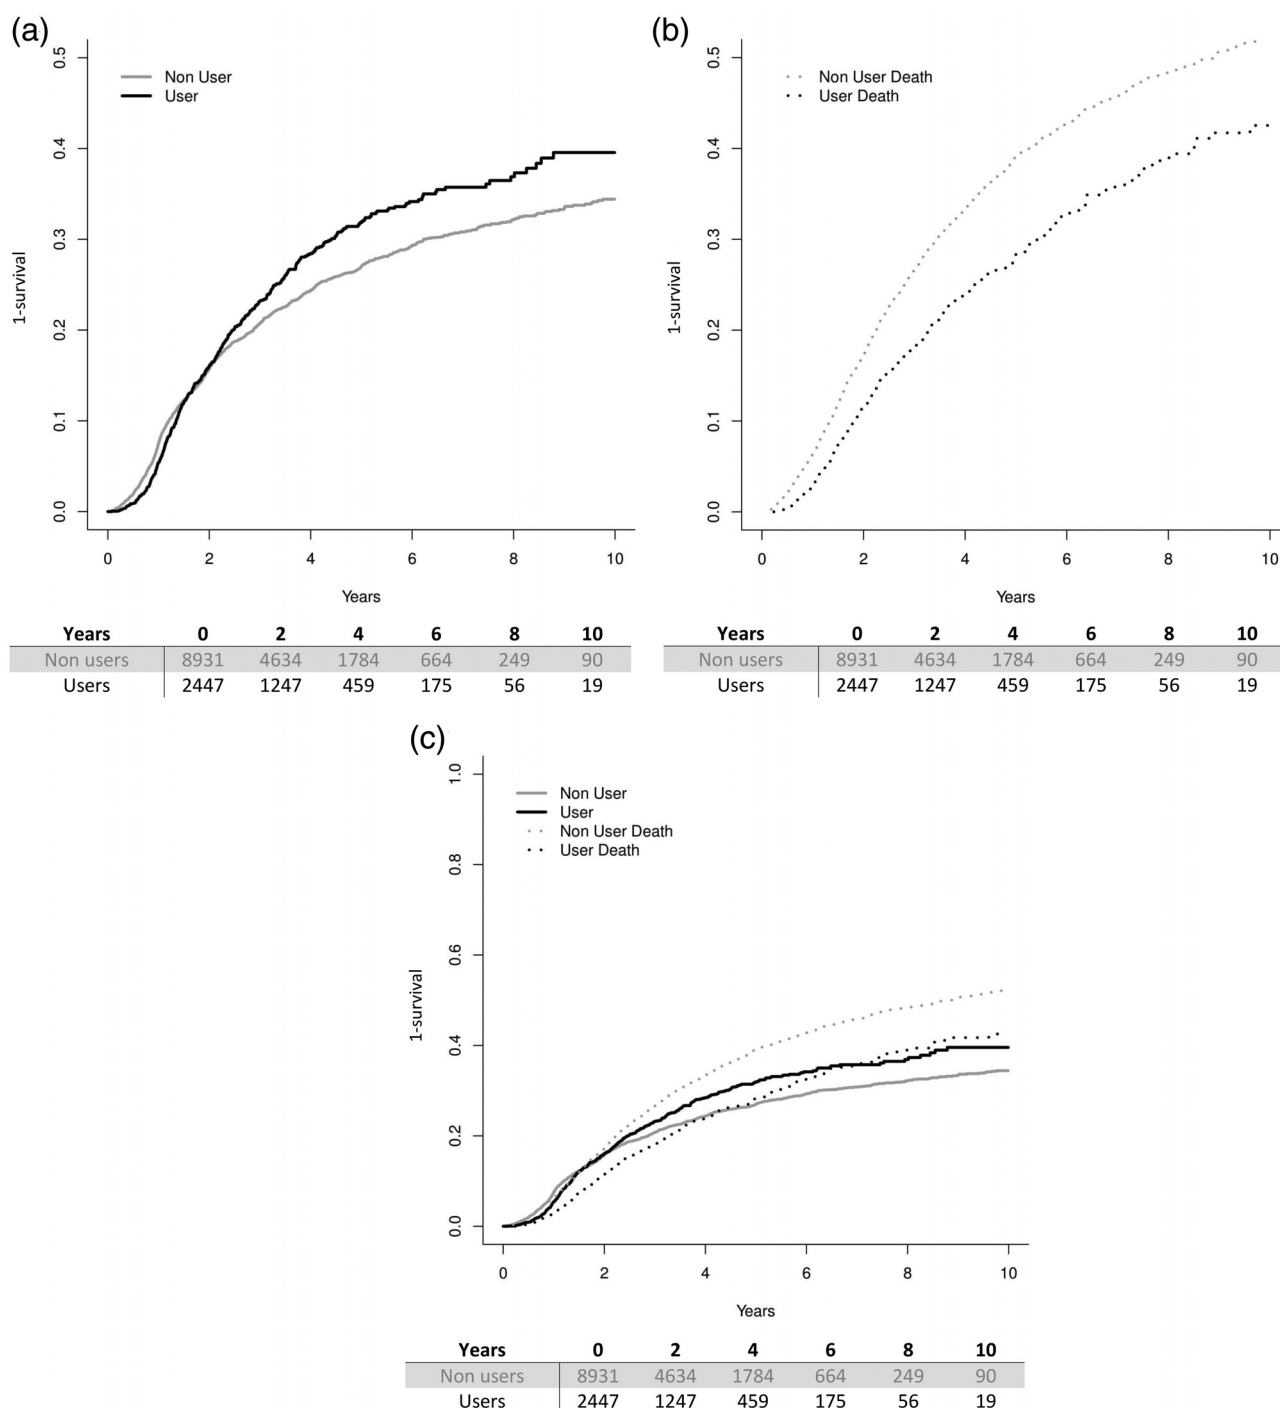 (a)
0.5
0.4
0.3
0.2
0.1
0.0
1-survival
Non User
User
0 2 4 6 8 10
Years
Years 0 2 4 6 8 10
Non users 8931 4634 1784 664 249 90
Users 2447 1247 459 175 56 19
(b)
0.5
0.4
0.3
0.2
0.1
0.0
1-survival
Non User Death
User Death
0 2 4 6 8 10
Years
Years 0 2 4 6 8 10
Non users 8931 4634 1784 664 249 90
Users 2447 1247 459 175 56 19
(c)
1.0
0.8
0.6
0.4
0.2
0.0
1-survival
Non User
User
Non User Death
User Death
0 2 4 6 8 10
Years
Years 0 2 4 6 8 10
Non users 8931 4634 1784 664 249 90
Users 2447 1247 459 175 56 19